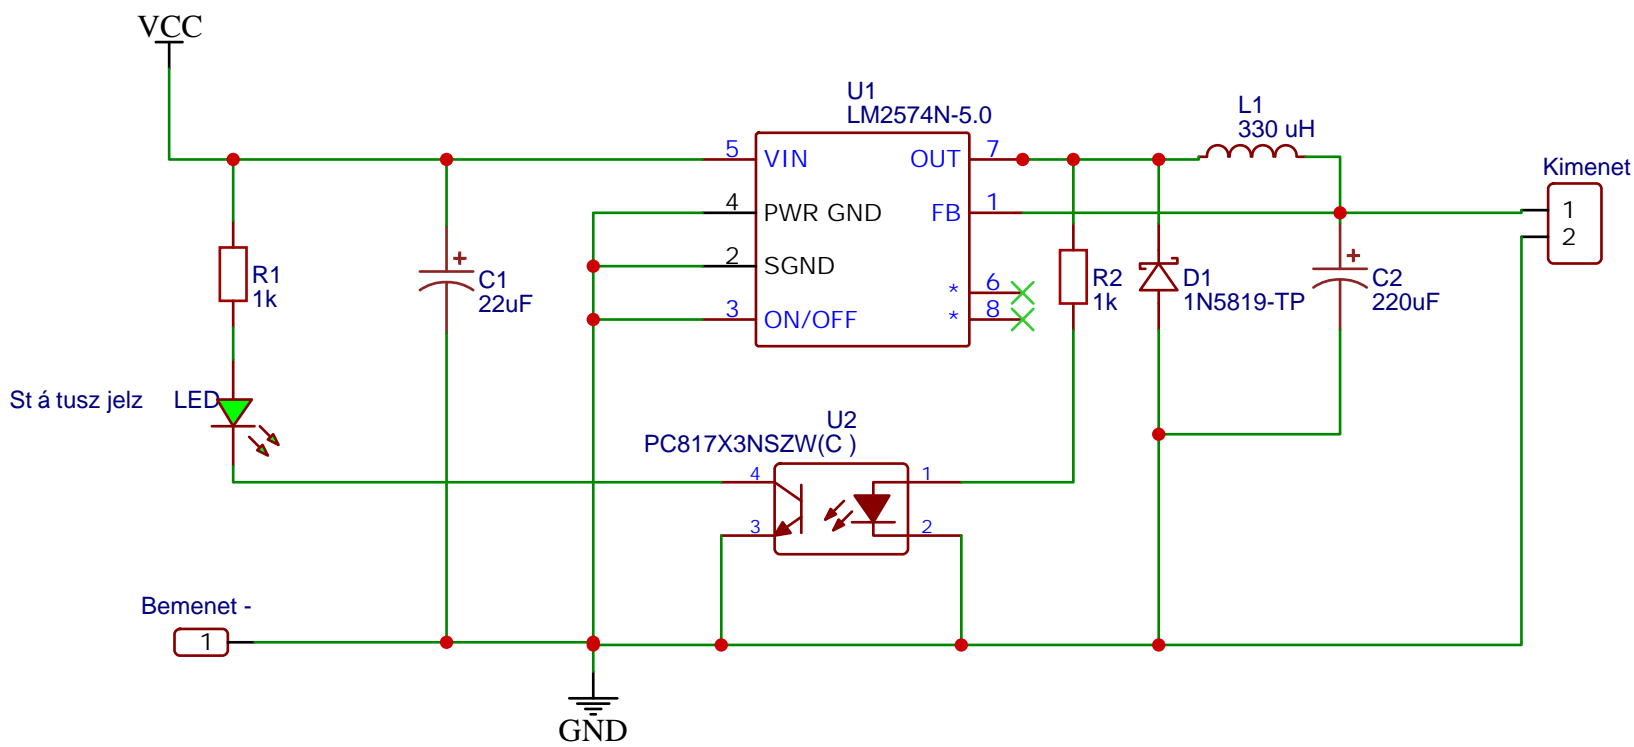 VCC
U1
LM2574N-5.0
L1
330 uH
Kimenet
5 VIN OUT 7
4 PWR GND FB 1
2 SGND
* 6
3 ON/OFF * 8
1
2
R1
1k
C1
22uF
R2
1k
D1
1N5819-TP
C2
220uF
St á tusz jelz LED
U2
PC817X3NSZW(C )
4 1
3 2
Bemenet -
1
GND